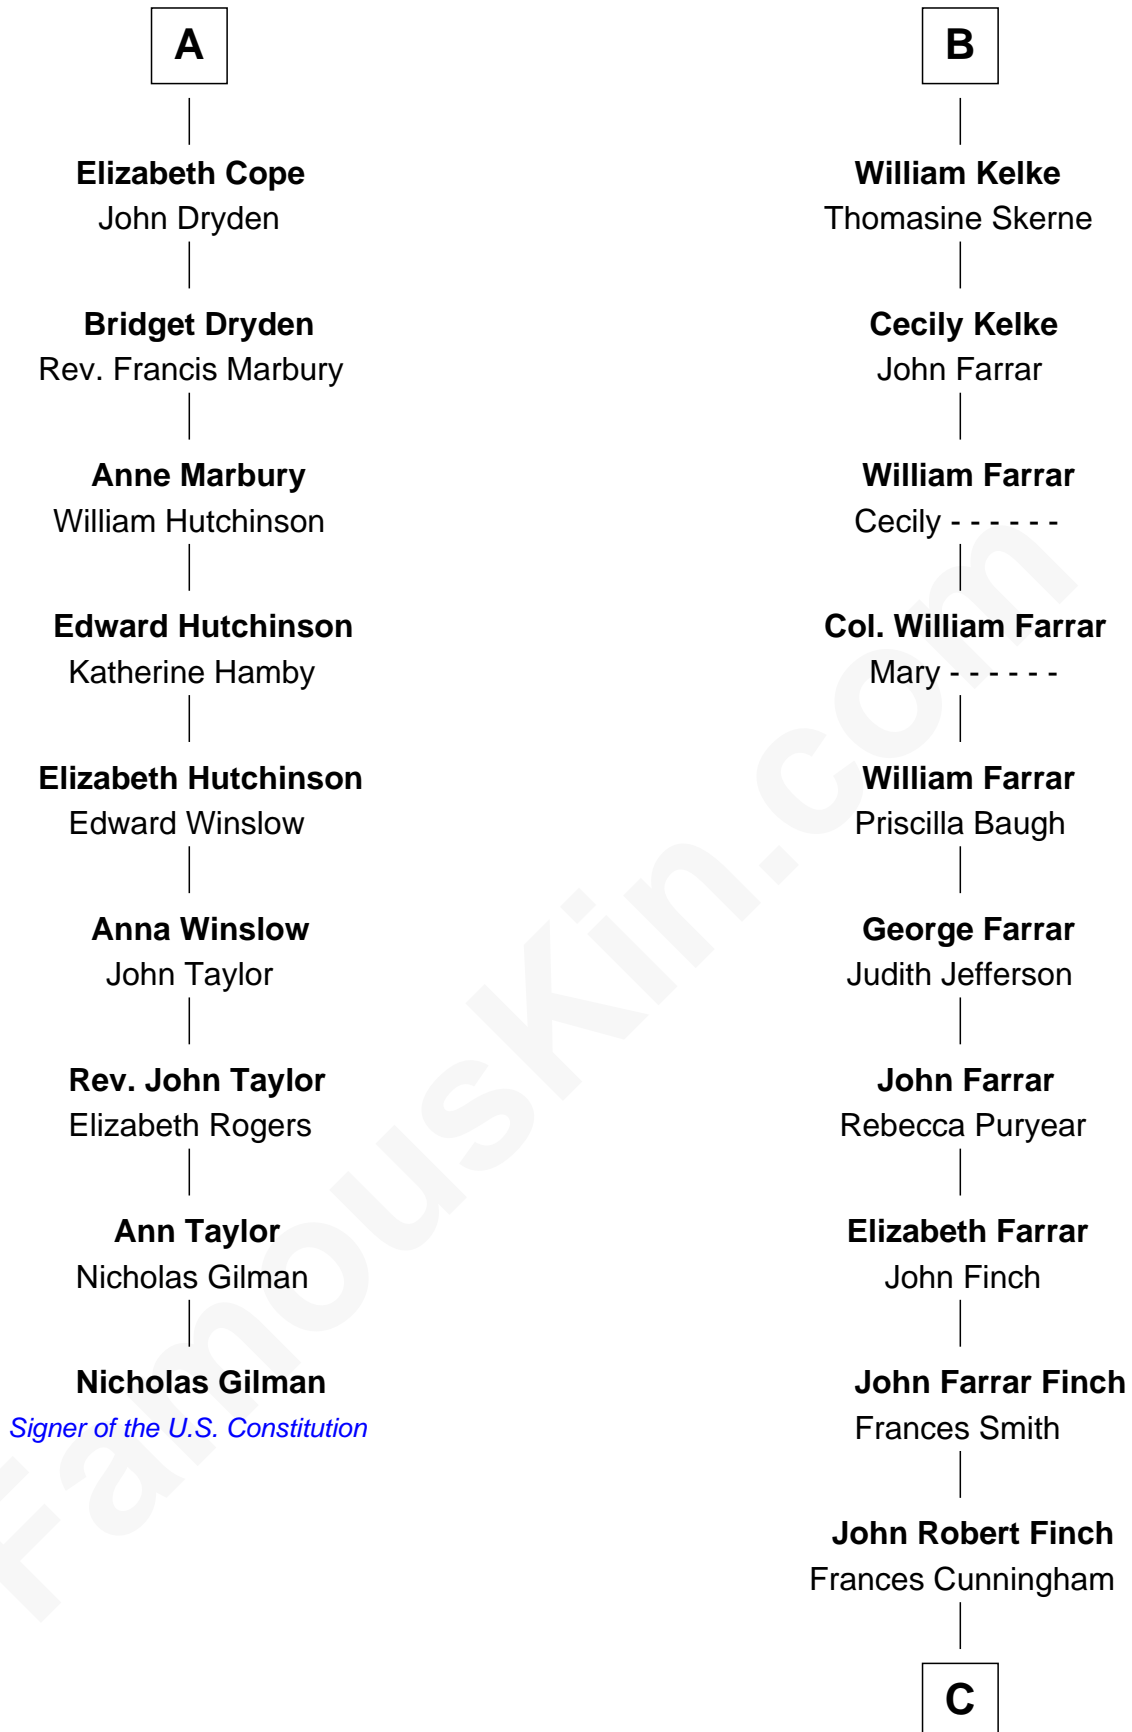 A
Elizabeth Cope
John Dryden
Bridget Dryden
Rev. Francis Marbury
Anne Marbury
William Hutchinson
Edward Hutchinson
Katherine Hamby
Elizabeth Hutchinson
Edward Winslow
Anna Winslow
John Taylor
Rev. John Taylor
Elizabeth Rogers
Ann Taylor
Nicholas Gilman
Nicholas Gilman
Signer of the U.S. Constitution
B
William Kelke
Thomasine Skerne
Cecily Kelke
John Farrar
William Farrar
Cecily - - - - - -
Col. William Farrar
Mary - - - - - -
William Farrar
Priscilla Baugh
George Farrar
Judith Jefferson
John Farrar
Rebecca Puryear
Elizabeth Farrar
John Finch
John Farrar Finch
Frances Smith
John Robert Finch
Frances Cunningham
C
FamousKin.com